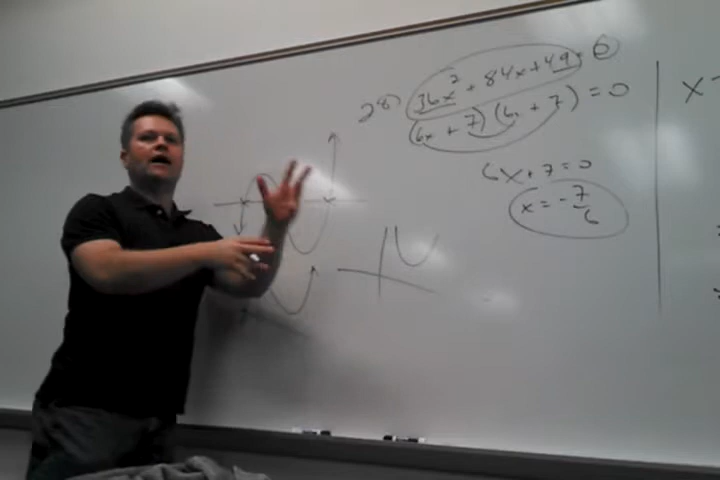 28) 36x² + 84x + 49 = 0
(6x + 7)(6x + 7) = 0
6x + 7 = 0
x = -7/6
x